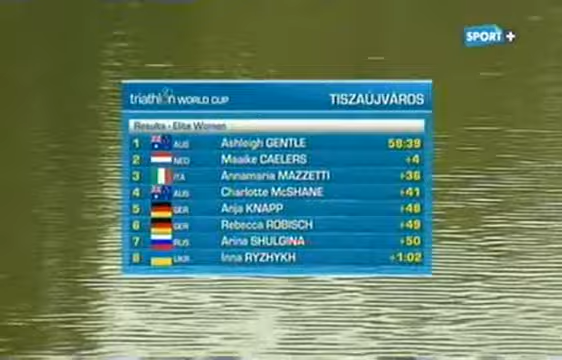 SPORT+
triathlon WORLD CUP TISZAÚJVÁROS
Results - Elite Women
1 AUS Ashleigh GENTLE 58:39
2 NED Maaike CAELERS +4
3 ITA Annamaria MAZZETTI +36
4 AUS Charlotte McSHANE +41
5 GER Anja KNAPP +48
6 GER Rebecca ROBISCH +49
7 RUS Arina SHULGINA +50
8 UKR Inna RYZHYKH +1:02